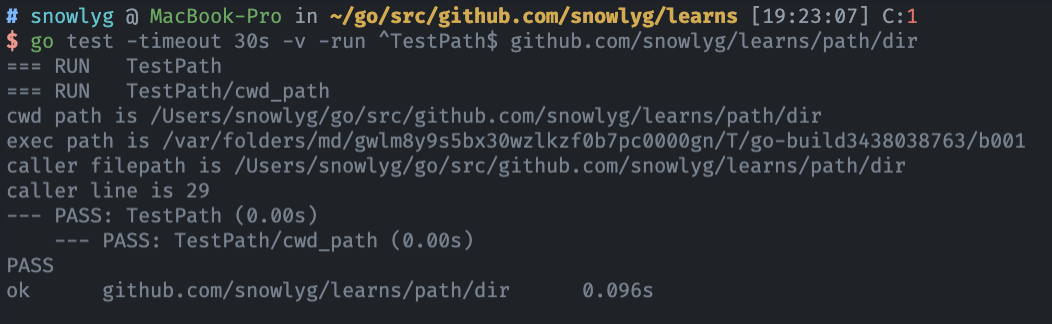 # snowlyg @ MacBook-Pro in ~/go/src/github.com/snowlyg/learns [19:23:07] C:1
$ go test -timeout 30s -v -run ^TestPath$ github.com/snowlyg/learns/path/dir
=== RUN   TestPath
=== RUN   TestPath/cwd_path
cwd path is /Users/snowlyg/go/src/github.com/snowlyg/learns/path/dir
exec path is /var/folders/md/gwlm8y9s5bx30wzlkzf0b7pc0000gn/T/go-build3438038763/b001
caller filepath is /Users/snowlyg/go/src/github.com/snowlyg/learns/path/dir
caller line is 29
--- PASS: TestPath (0.00s)
    --- PASS: TestPath/cwd_path (0.00s)
PASS
ok      github.com/snowlyg/learns/path/dir      0.096s